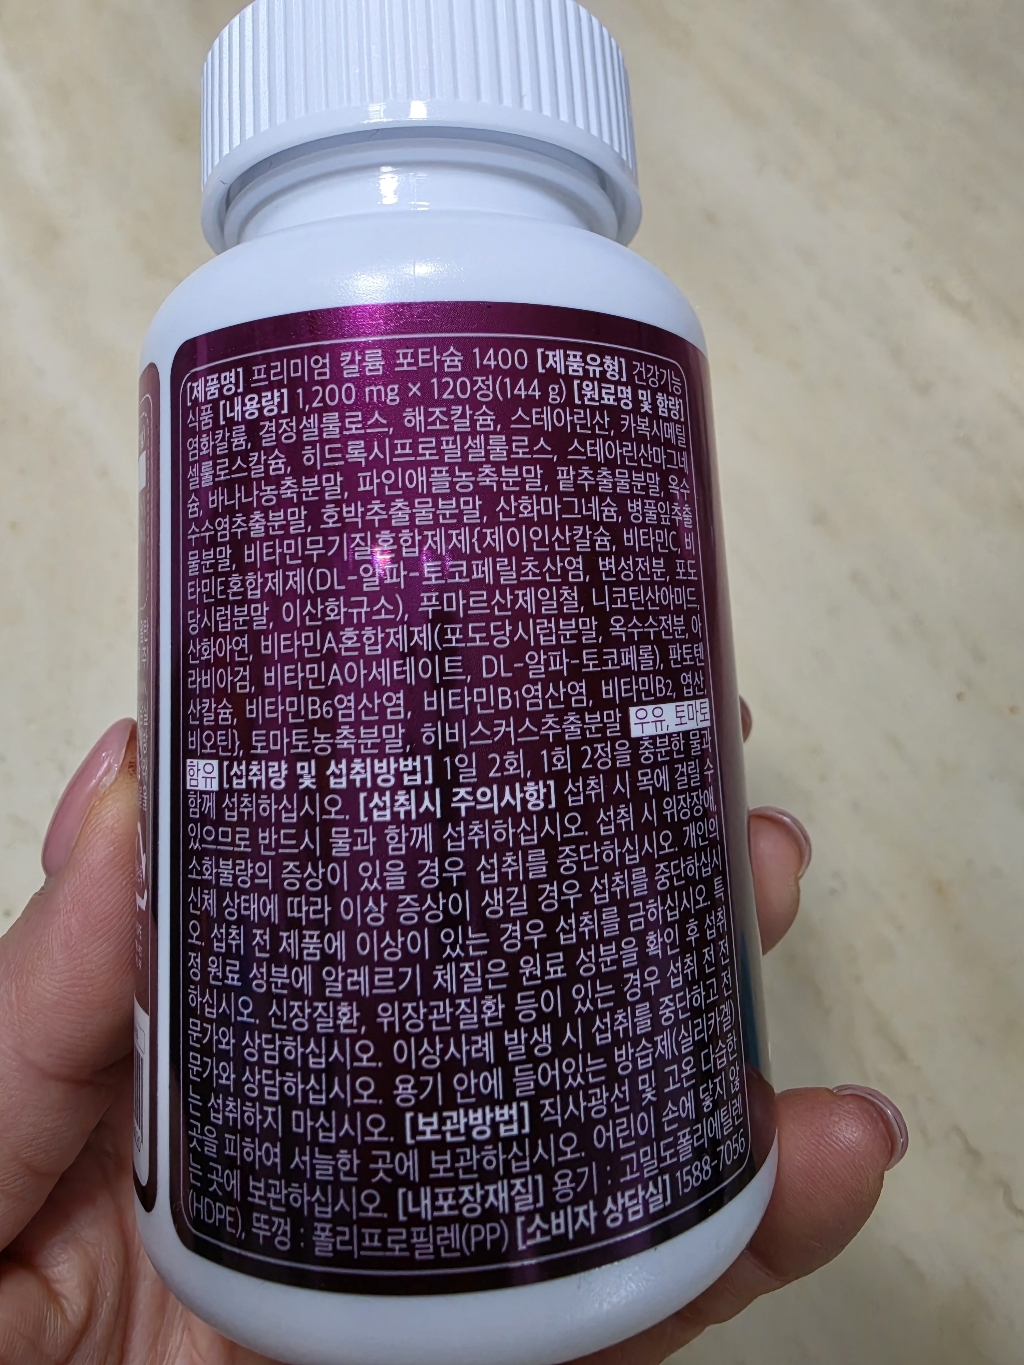 [제품명] 프리미엄 칼륨 포타슘 1400 [제품유형] 건강기능
식품 [내용량] 1,200 mg × 120정(144 g) [원료명 및 함량]
염화칼륨, 결정셀룰로스, 해조칼슘, 스테아린산, 카복시메틸
셀룰로스칼슘, 히드록시프로필셀룰로스, 스테아린산마그네
슘, 바나나농축분말, 파인애플농축분말, 팥추출물분말, 옥수
수수염추출분말, 호박추출물분말, 산화마그네슘, 병풀잎추출
물분말, 비타민무기질혼합제제{제이인산칼슘, 비타민C, 비
타민E혼합제제(DL-알파-토코페릴초산염, 변성전분, 포도
당시럽분말, 이산화규소), 푸마르산제일철, 니코틴산아미드,
산화아연, 비타민A혼합제제(포도당시럽분말, 옥수수전분, 아
라비아검, 비타민A아세테이트, DL-알파-토코페롤), 판토텐
산칼슘, 비타민B6염산염, 비타민B1염산염, 비타민B2, 엽산,
비오틴}, 토마토농축분말, 히비스커스추출분말 우유, 토마토
함유 [섭취량 및 섭취방법] 1일 2회, 1회 2정을 충분한 물과
함께 섭취하십시오. [섭취시 주의사항] 섭취 시 목에 걸릴 수
있으므로 반드시 물과 함께 섭취하십시오. 섭취 시 위장장애,
소화불량의 증상이 있을 경우 섭취를 중단하십시오. 개인의
신체 상태에 따라 이상 증상이 생길 경우 섭취를 중단하십시
오. 섭취 전 제품에 이상이 있는 경우 섭취를 금하십시오. 특
정 원료 성분에 알레르기 체질은 원료 성분을 확인 후 섭취
하십시오. 신장질환, 위장관질환 등이 있는 경우 섭취 전 전
문가와 상담하십시오. 이상사례 발생 시 섭취를 중단하고 전
문가와 상담하십시오. 용기 안에 들어있는 방습제(실리카겔)
는 섭취하지 마십시오. [보관방법] 직사광선 및 고온 다습한
곳을 피하여 서늘한 곳에 보관하십시오. 어린이 손에 닿지 않
는 곳에 보관하십시오. [내포장재질] 용기 : 고밀도폴리에틸렌
(HDPE), 뚜껑 : 폴리프로필렌(PP) [소비자 상담실] 1588-7056